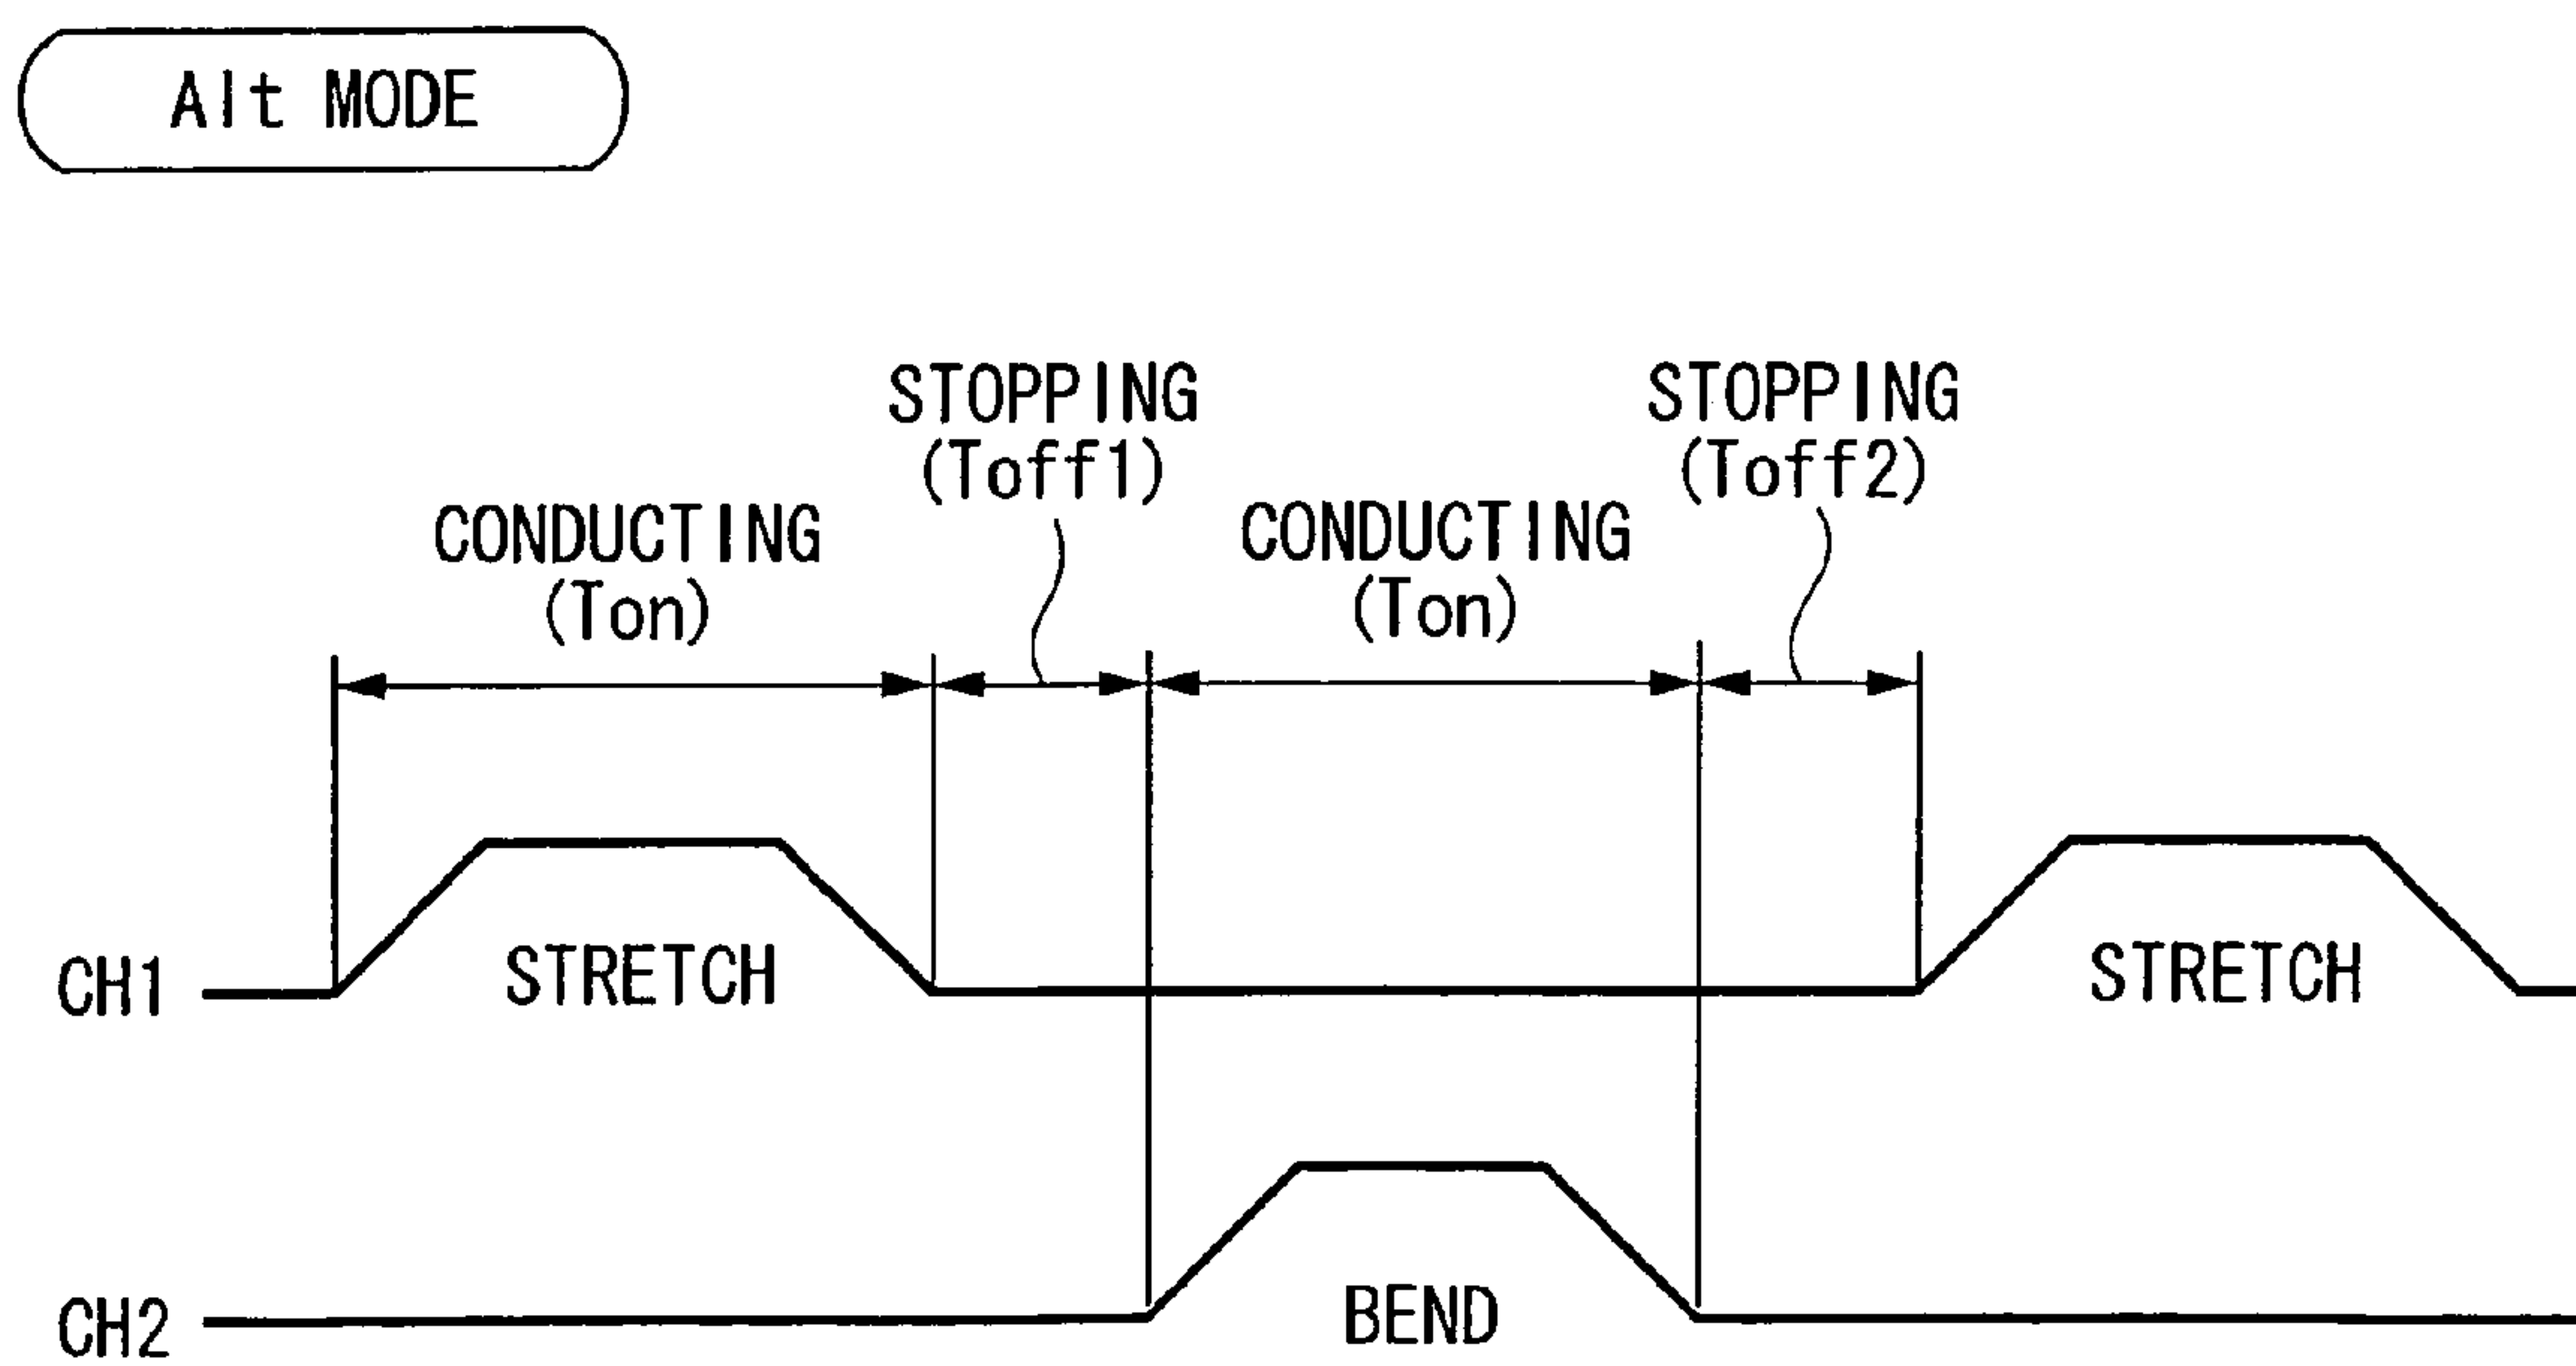 Alt MODE
STOPPING
(Toff1)
STOPPING
(Toff2)
CONDUCTING
(Ton)
CONDUCTING
(Ton)
CH1
STRETCH
STRETCH
CH2
BEND